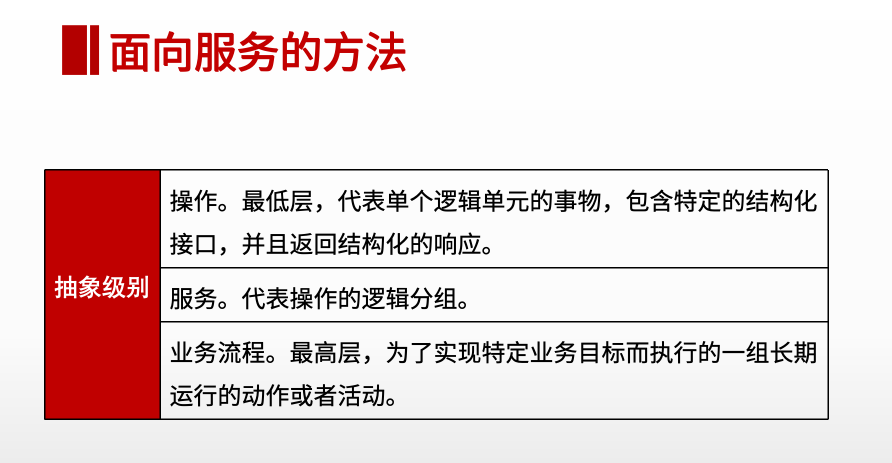 面向服务的方法
抽象级别
操作。最低层，代表单个逻辑单元的事物，包含特定的结构化
接口，并且返回结构化的响应。
服务。代表操作的逻辑分组。
业务流程。最高层，为了实现特定业务目标而执行的一组长期
运行的动作或者活动。